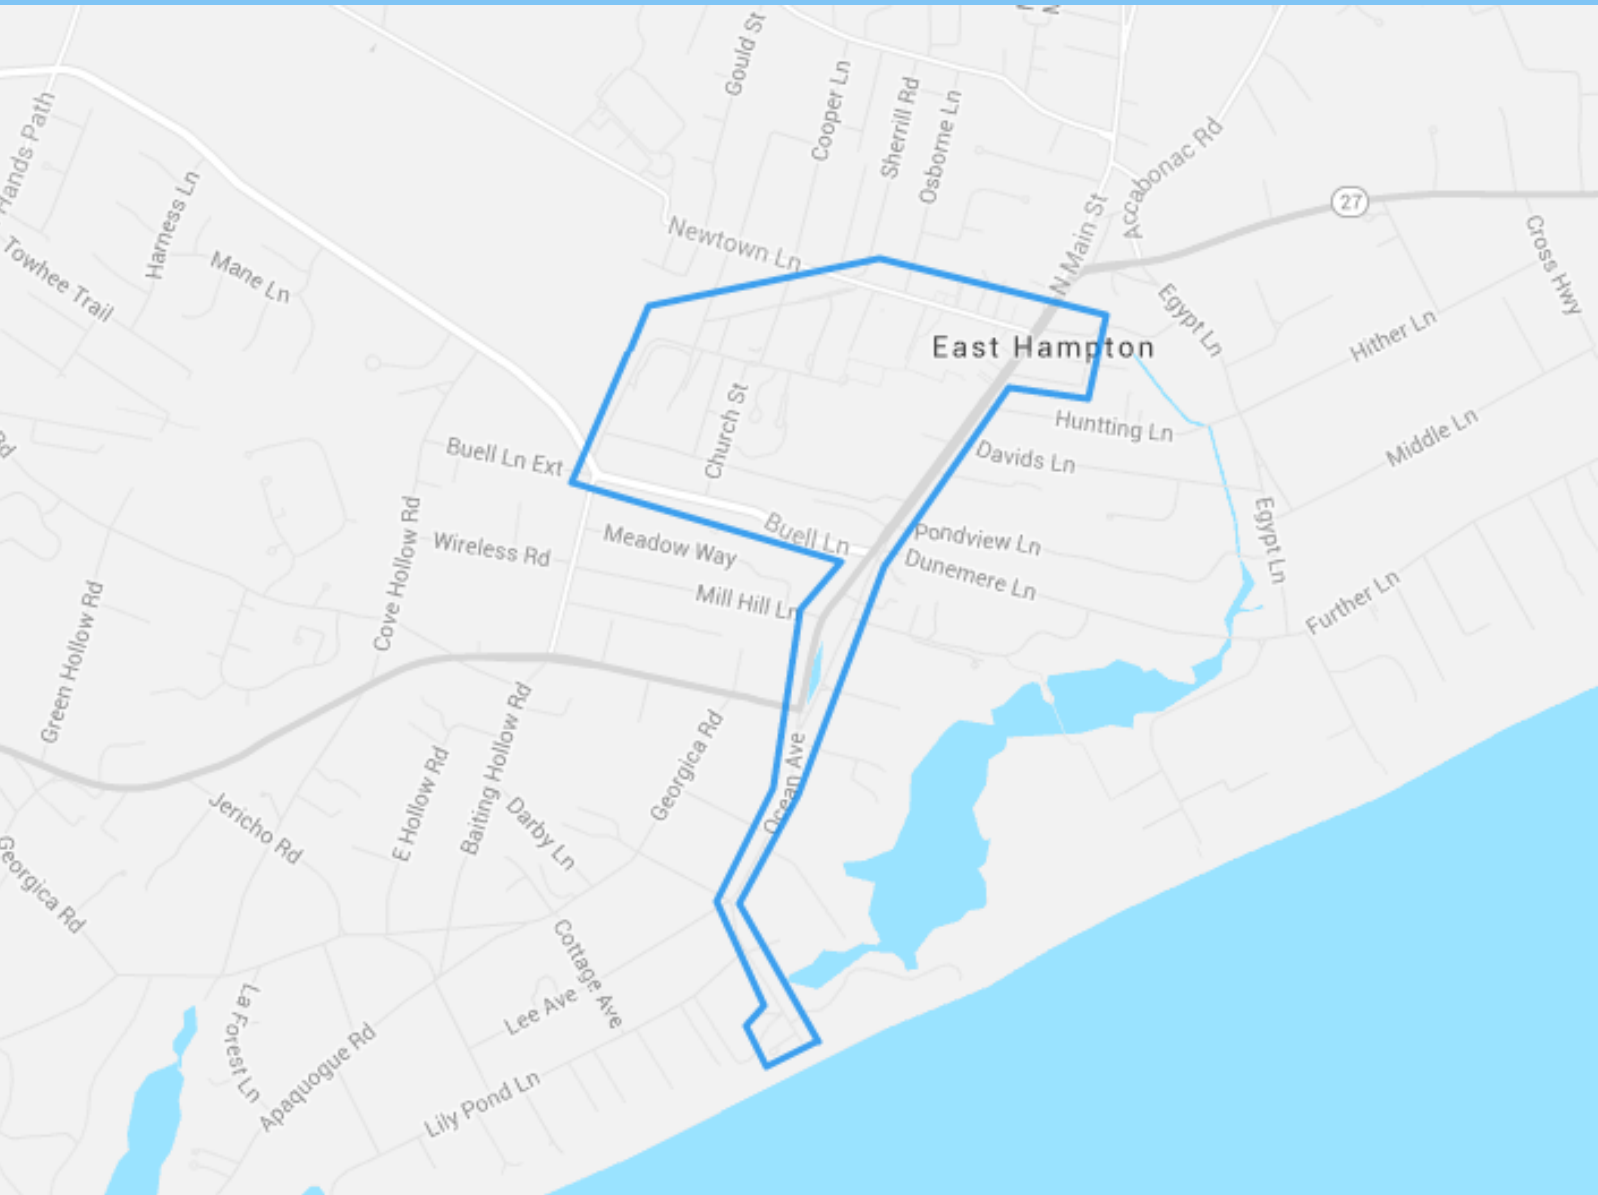 Gould St
Cooper Ln
Sherrill Rd
Osborne Ln
Accabonac Rd
Hands Path
Harness Ln
Towhee Trail
Mane Ln
Newtown Ln
N Main St
27
Cross Hwy
Egypt Ln
Hither Ln
East Hampton
Church St
Huntting Ln
Middle Ln
Buell Ln Ext
Davids Ln
Rd
Cove Hollow Rd
Wireless Rd
Meadow Way
Buell Ln
Pondview Ln
Egypt Ln
Dunemere Ln
Mill Hill Ln
Further Ln
Green Hollow Rd
Baiting Hollow Rd
Georgica Rd
Ocean Ave
E Hollow Rd
Jericho Rd
Darby Ln
Georgica Rd
Cottage Ave
Lee Ave
La Forest Ln
Apaquogue Rd
Lily Pond Ln